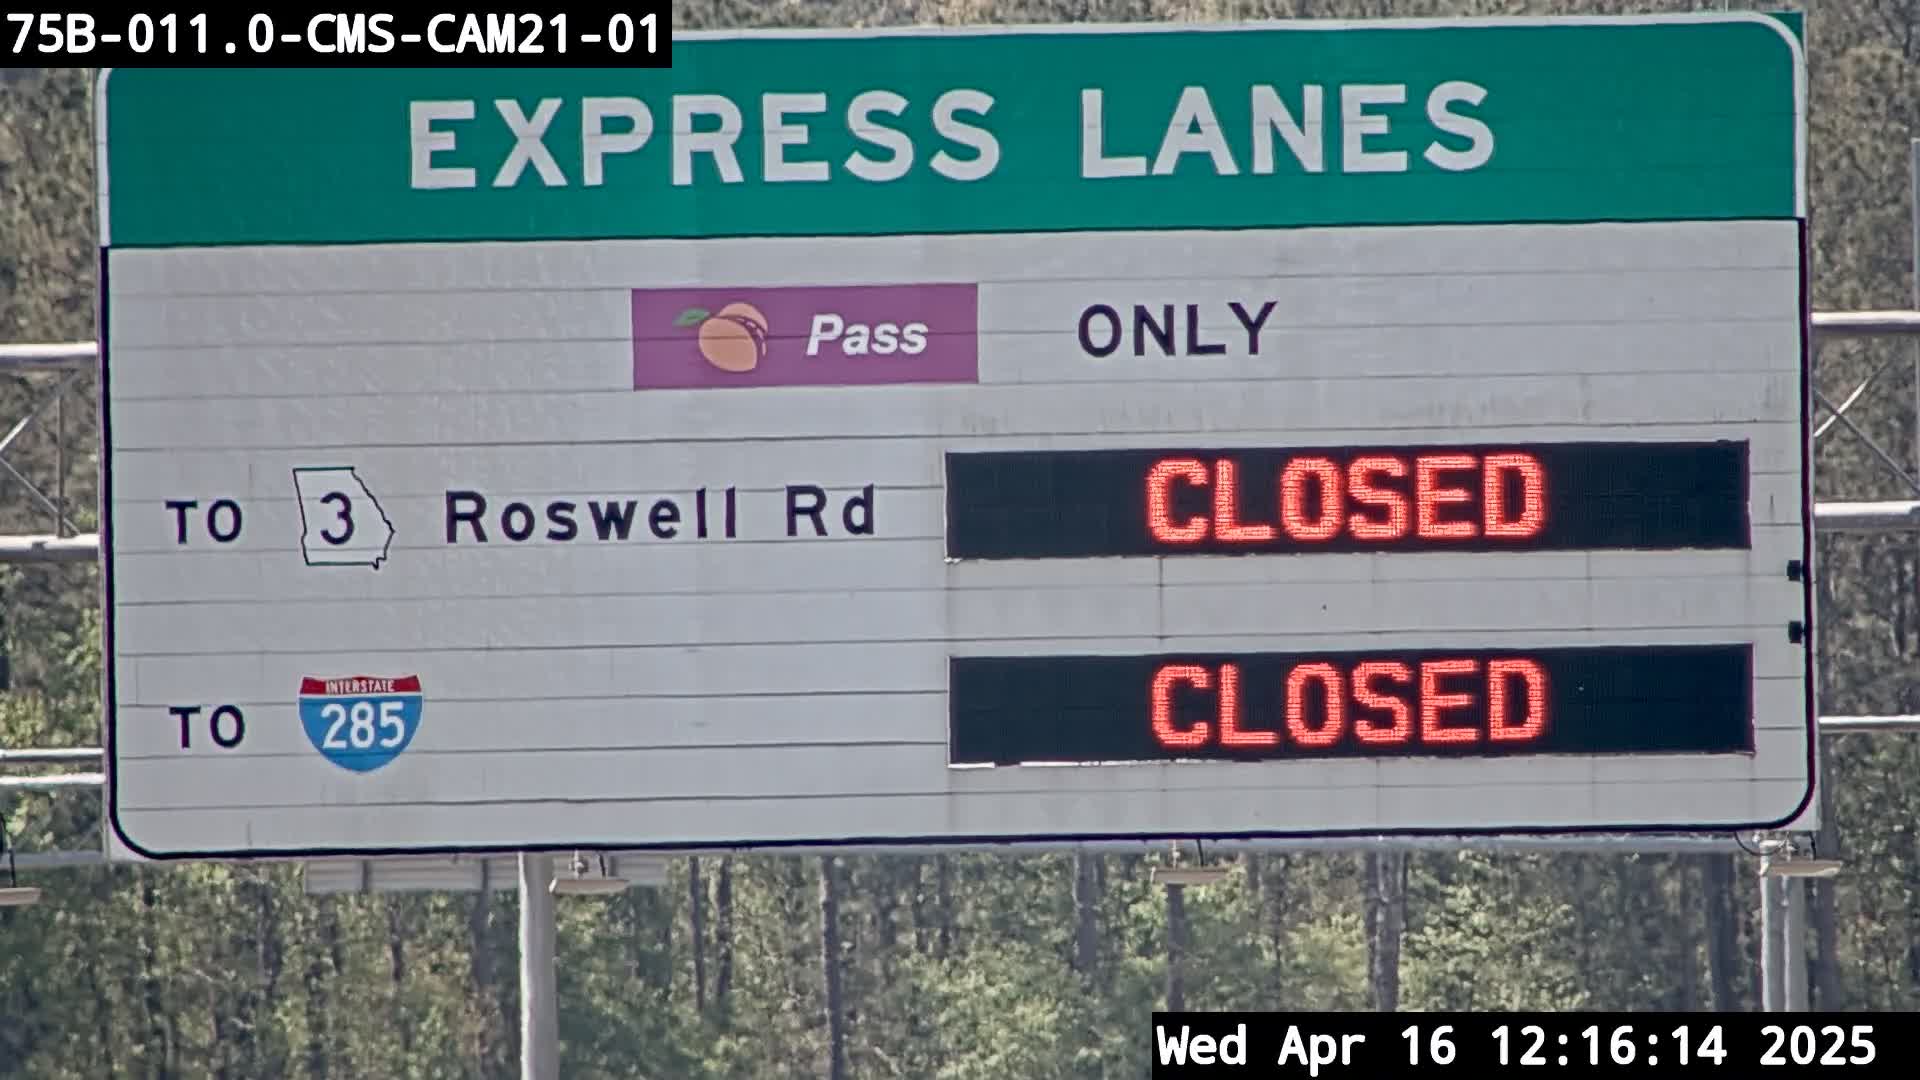 75B-011.0-CMS-CAM21-01
EXPRESS LANES
Pass ONLY
TO 3 Roswell Rd CLOSED
TO INTERSTATE 285 CLOSED
Wed Apr 16 12:16:14 2025